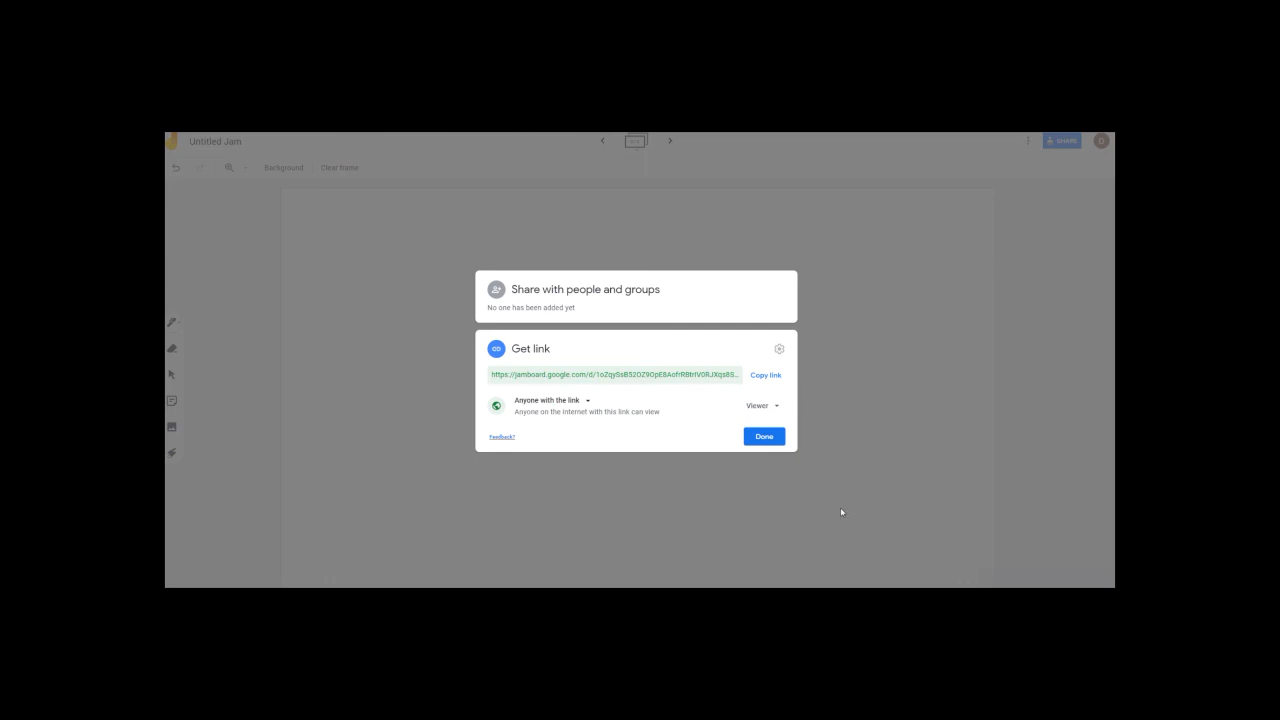 Untitled Jam
SHARE
D
Background
Clear frame
Share with people and groups
No one has been added yet
Get link
Copy link
Anyone with the link
Anyone on the internet with this link can view
Viewer
Feedback?
Done